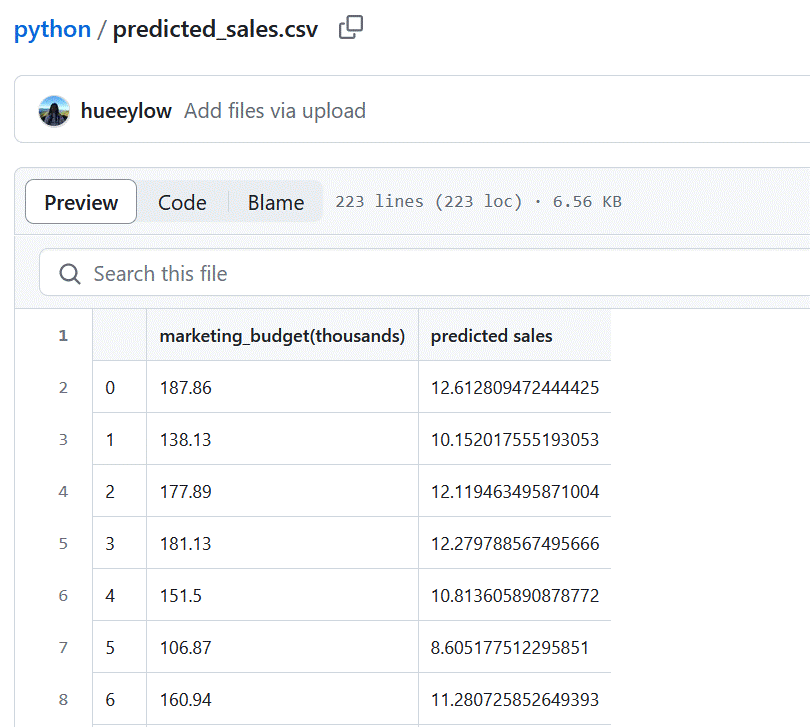 python / predicted_sales.csv
hueeylow Add files via upload
Preview Code Blame 223 lines (223 loc) · 6.56 KB
Search this file
1 marketing_budget(thousands) predicted sales
2 0 187.86 12.612809472444425
3 1 138.13 10.152017555193053
4 2 177.89 12.119463495871004
5 3 181.13 12.279788567495666
6 4 151.5 10.813605890878772
7 5 106.87 8.605177512295851
8 6 160.94 11.280725852649393